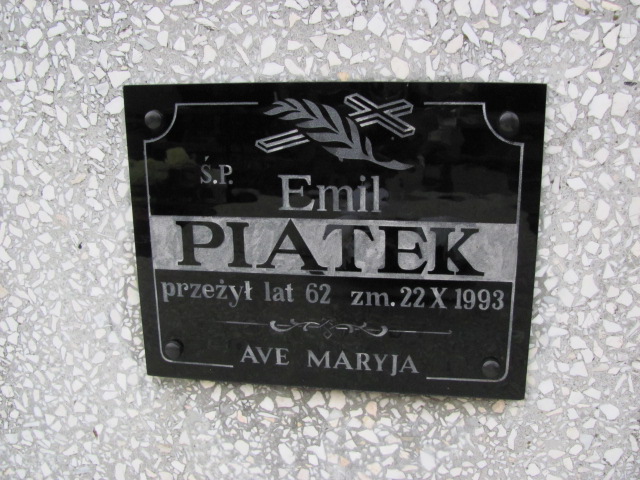 Ś.P.
Emil
PIĄTEK
przeżył lat 62 zm. 22 X 1993
AVE MARYJA